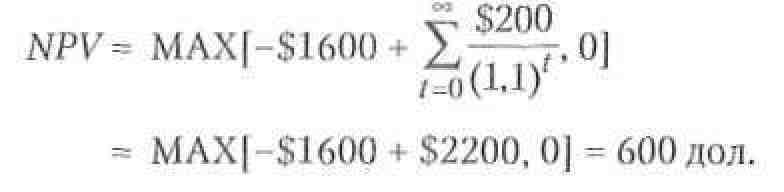 NPV = MAX[−$1600 + ∑_{t=0}^{∞} $200/(1,1)^t, 0]
= MAX[−$1600 + $2200, 0] = 600 дол.